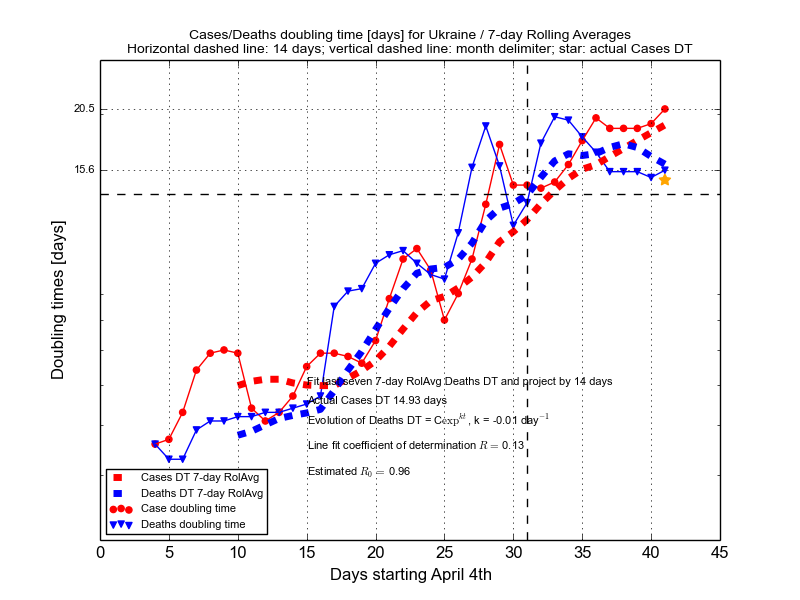 Cases/Deaths doubling time [days] for Ukraine / 7-day Rolling Averages
Horizontal dashed line: 14 days; vertical dashed line: month delimiter; star: actual Cases DT
20.5
15.6
Doubling times [days]
Fit last seven 7-day RolAvg Deaths DT and project by 14 days
Actual Cases DT 14.93 days
Evolution of Deaths DT = Cexp^{kt}, k = -0.01 day^{-1}
Line fit coefficient of determination R = 0.13
Estimated R_0 = 0.96
Cases DT 7-day RolAvg
Deaths DT 7-day RolAvg
Case doubling time
Deaths doubling time
0 5 10 15 20 25 30 35 40 45
Days starting April 4th